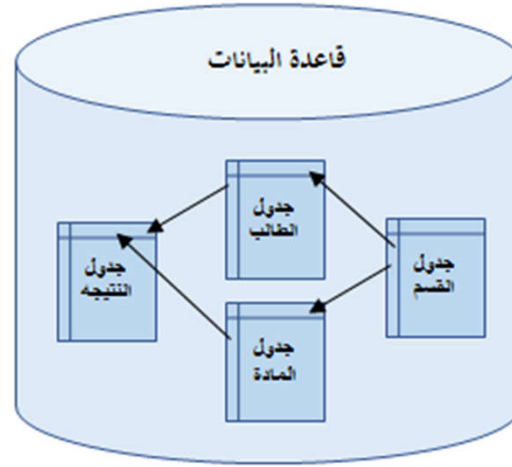 قاعدة البيانات
جدول
الطالب
جدول
القسم
جدول
النتيجه
جدول
المادة